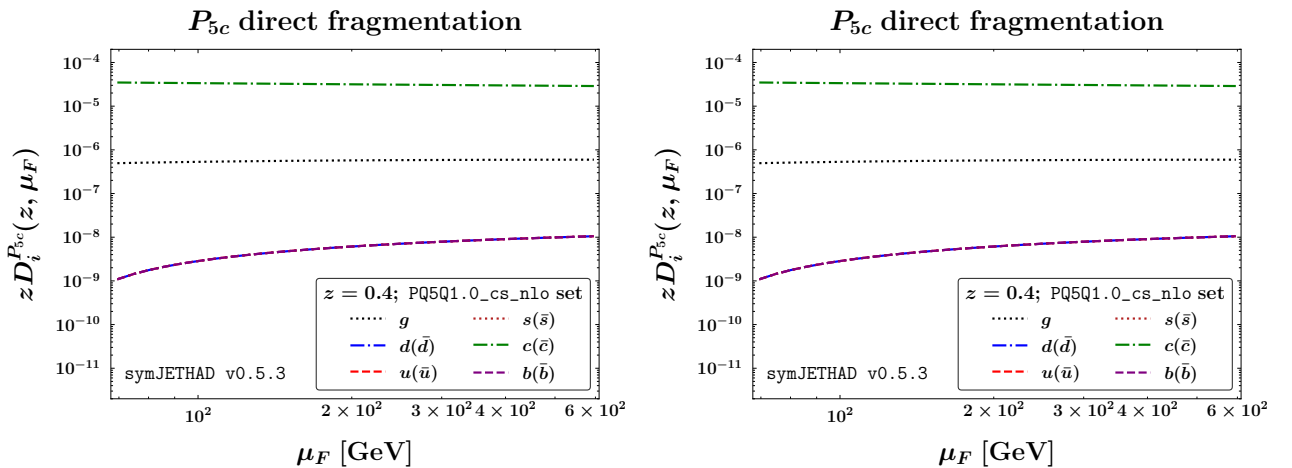 P5c direct fragmentation
zD_i^{P5c}(z, μF)
10^−4
10^−5
10^−6
10^−7
10^−8
10^−9
10^−10
10^−11
z = 0.4; PQ5Q1.0_cs_nlo set
g
s(s̄)
d(d̄)
c(c̄)
u(ū)
b(b̄)
symJETHAD v0.5.3
10^2
2 × 10^2
3 × 10^2
4 × 10^2
6 × 10^2
μF [GeV]
P5c direct fragmentation
zD_i^{P5c}(z, μF)
10^−4
10^−5
10^−6
10^−7
10^−8
10^−9
10^−10
10^−11
z = 0.4; PQ5Q1.0_cs_nlo set
g
s(s̄)
d(d̄)
c(c̄)
u(ū)
b(b̄)
symJETHAD v0.5.3
10^2
2 × 10^2
3 × 10^2
4 × 10^2
6 × 10^2
μF [GeV]